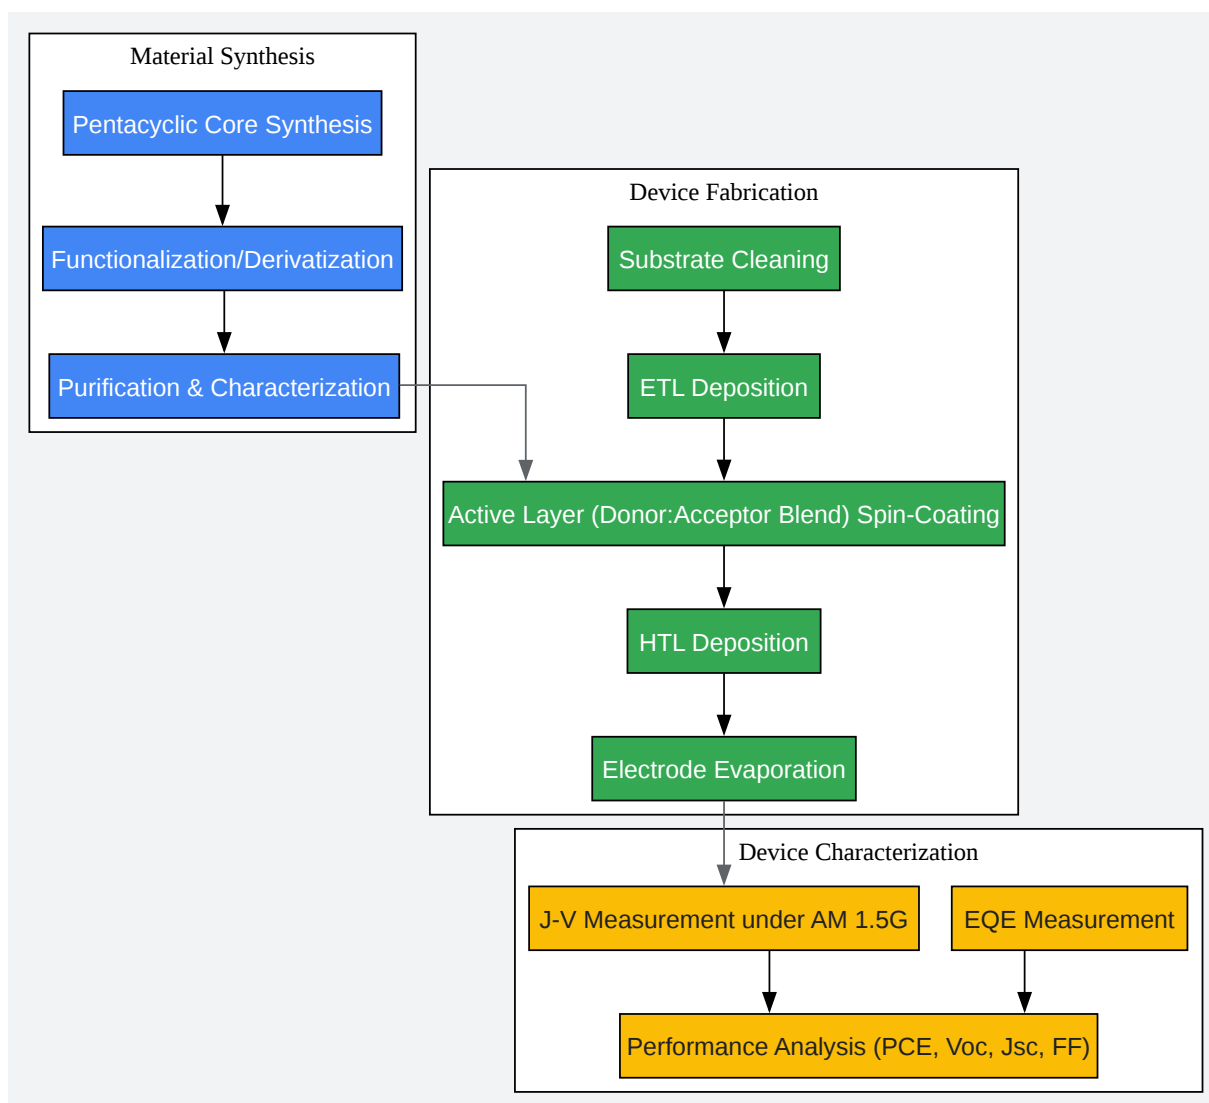 Material Synthesis
Pentacyclic Core Synthesis
Functionalization/Derivatization
Purification & Characterization
Device Fabrication
Substrate Cleaning
ETL Deposition
Active Layer (Donor:Acceptor Blend) Spin-Coating
HTL Deposition
Electrode Evaporation
Device Characterization
J-V Measurement under AM 1.5G
EQE Measurement
Performance Analysis (PCE, Voc, Jsc, FF)